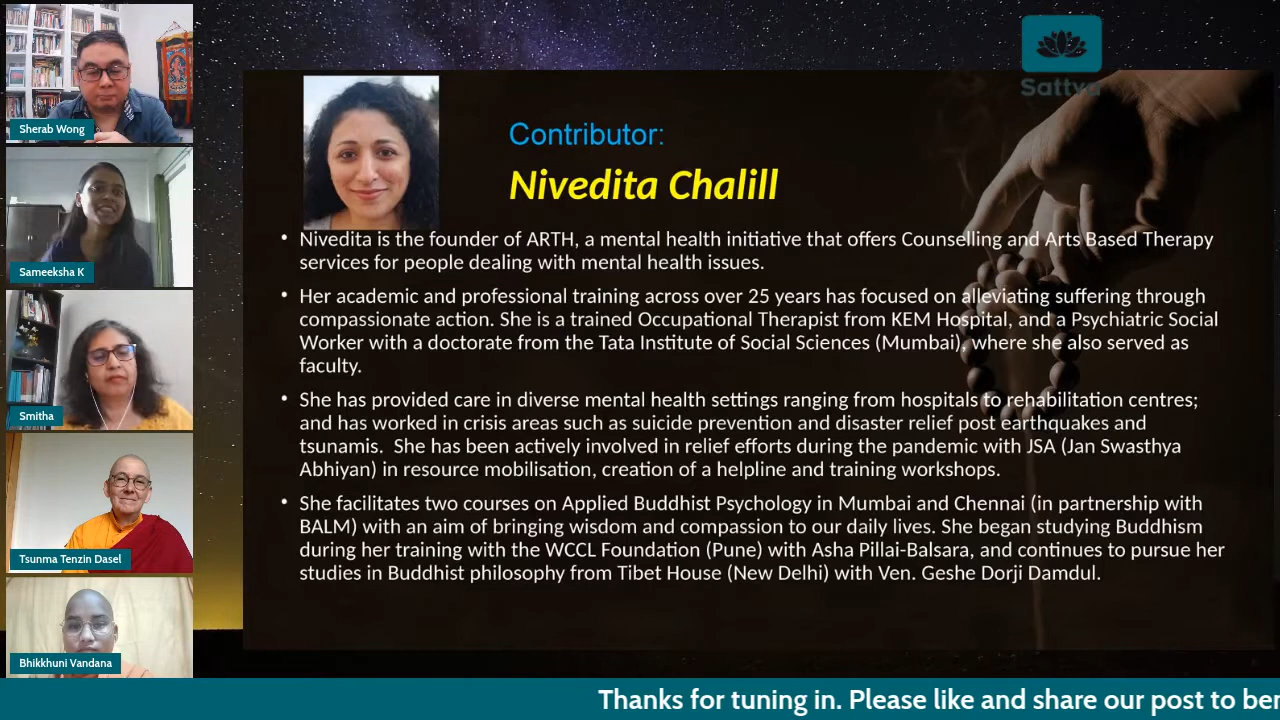 Sherab Wong
Sameeksha K
Smitha
Tsunma Tenzin Dasel
Bhikkhuni Vandana
Sattva
Contributor:
Nivedita Chalill
• Nivedita is the founder of ARTH, a mental health initiative that offers Counselling and Arts Based Therapy
services for people dealing with mental health issues.
• Her academic and professional training across over 25 years has focused on alleviating suffering through
compassionate action. She is a trained Occupational Therapist from KEM Hospital, and a Psychiatric Social
Worker with a doctorate from the Tata Institute of Social Sciences (Mumbai), where she also served as
faculty.
• She has provided care in diverse mental health settings ranging from hospitals to rehabilitation centres;
and has worked in crisis areas such as suicide prevention and disaster relief post earthquakes and
tsunamis. She has been actively involved in relief efforts during the pandemic with JSA (Jan Swasthya
Abhiyan) in resource mobilisation, creation of a helpline and training workshops.
• She facilitates two courses on Applied Buddhist Psychology in Mumbai and Chennai (in partnership with
BALM) with an aim of bringing wisdom and compassion to our daily lives. She began studying Buddhism
during her training with the WCCL Foundation (Pune) with Asha Pillai-Balsara, and continues to pursue her
studies in Buddhist philosophy from Tibet House (New Delhi) with Ven. Geshe Dorji Damdul.
Thanks for tuning in. Please like and share our post to ber